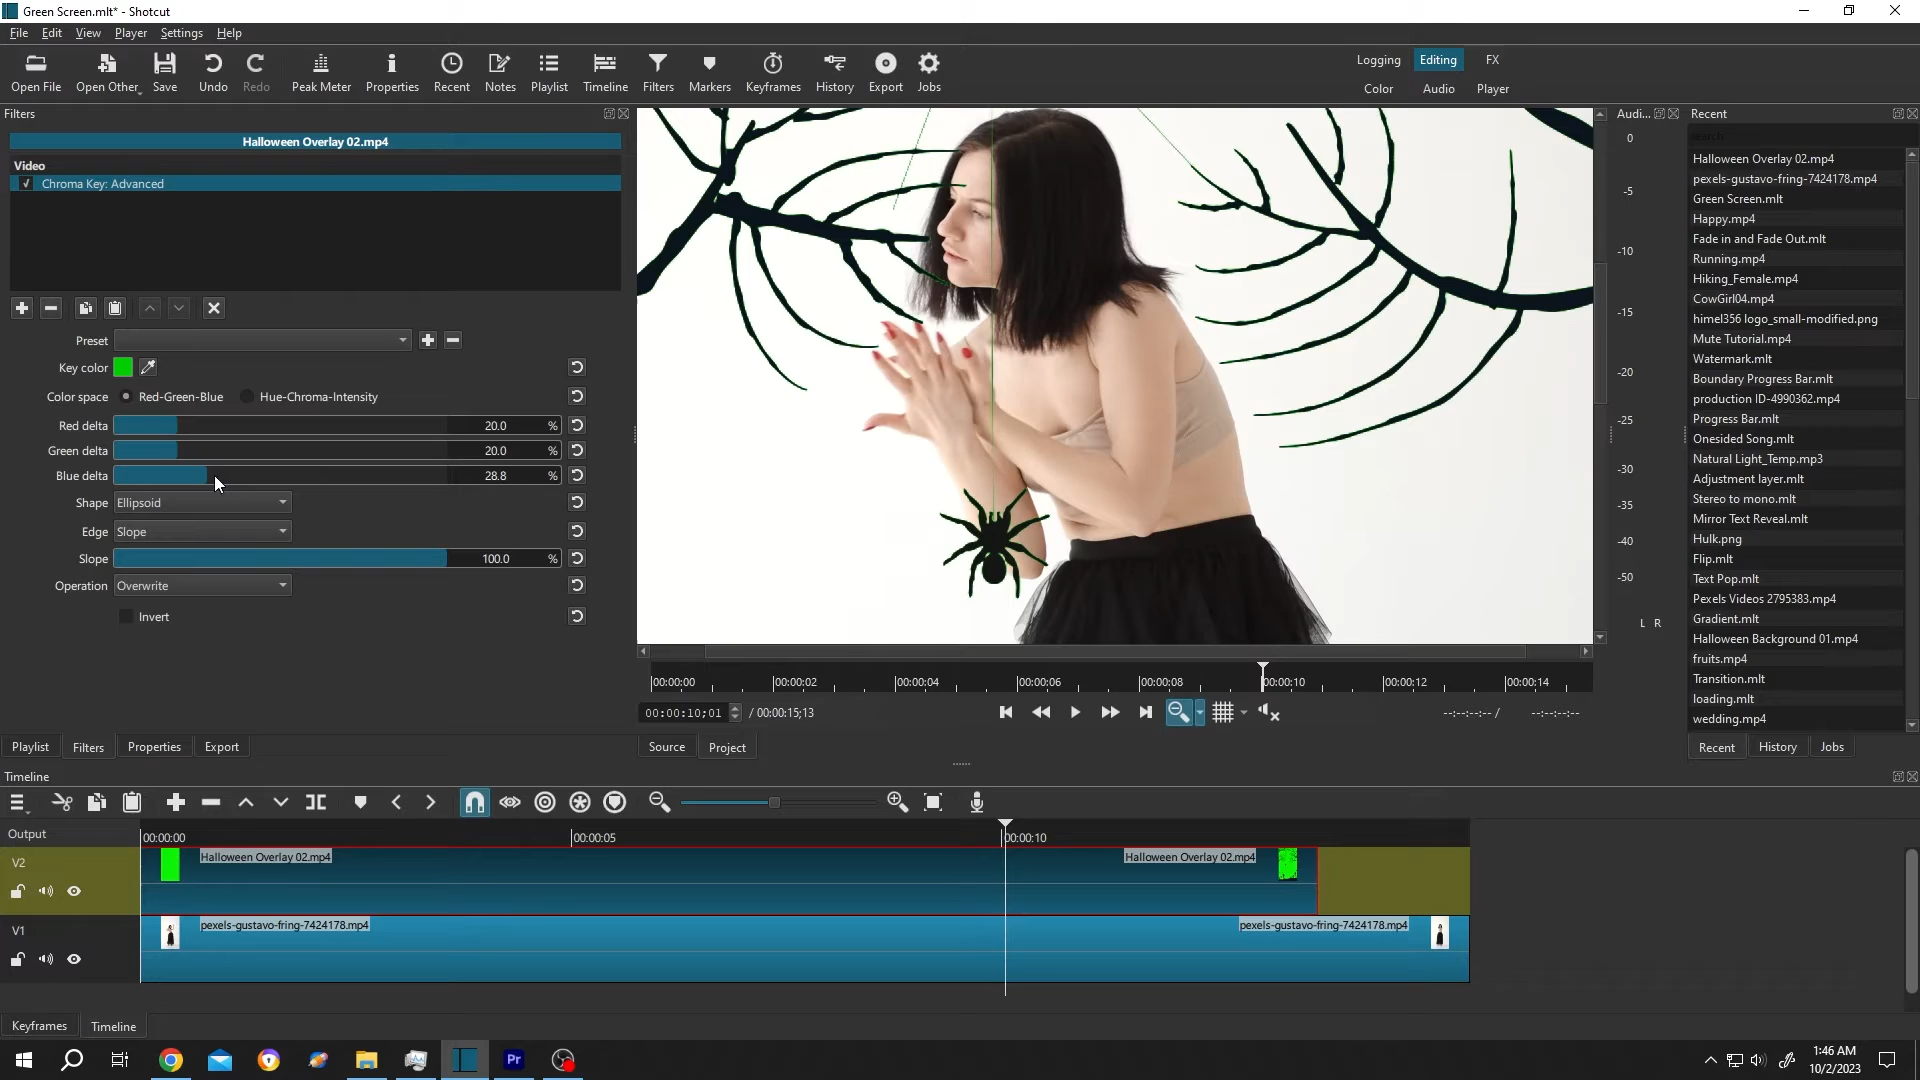 Green Screen.mlt* - Shotcut
File Edit View Player Settings Help
Open File Open Other Save Undo Redo Peak Meter Properties Recent Notes Playlist Timeline Filters Markers Keyframes History Export Jobs
Logging Editing FX
Color Audio Player
Filters
Halloween Overlay 02.mp4
Video
Chroma Key: Advanced
Preset
Key color
Color space Red-Green-Blue Hue-Chroma-Intensity
Red delta 20.0 %
Green delta 20.0 %
Blue delta 28.8 %
Shape Ellipsoid
Edge Slope
Slope 100.0 %
Operation Overwrite
Invert
Playlist Filters Properties Export
00:00:00 00:00:02 00:00:04 00:00:06 00:00:08 00:00:10 00:00:12 00:00:14
00:00:10;01 / 00:00:15;13
--:--:--:-- / --:--:--:--
Source Project
Audi...
0
-5
-10
-15
-20
-25
-30
-35
-40
-50
L R
Recent
search
Halloween Overlay 02.mp4
pexels-gustavo-fring-7424178.mp4
Green Screen.mlt
Happy.mp4
Fade in and Fade Out.mlt
Running.mp4
Hiking_Female.mp4
CowGirl04.mp4
himel356 logo_small-modified.png
Mute Tutorial.mp4
Watermark.mlt
Boundary Progress Bar.mlt
production ID-4990362.mp4
Progress Bar.mlt
Onesided Song.mlt
Natural Light_Temp.mp3
Adjustment layer.mlt
Stereo to mono.mlt
Mirror Text Reveal.mlt
Hulk.png
Flip.mlt
Text Pop.mlt
Pexels Videos 2795383.mp4
Gradient.mlt
Halloween Background 01.mp4
fruits.mp4
Transition.mlt
loading.mlt
wedding.mp4
Recent History Jobs
Timeline
Output
00:00:00 00:00:05 00:00:10
V2
Halloween Overlay 02.mp4 Halloween Overlay 02.mp4
V1
pexels-gustavo-fring-7424178.mp4 pexels-gustavo-fring-7424178.mp4
Keyframes Timeline
Pr
1:46 AM
10/2/2023